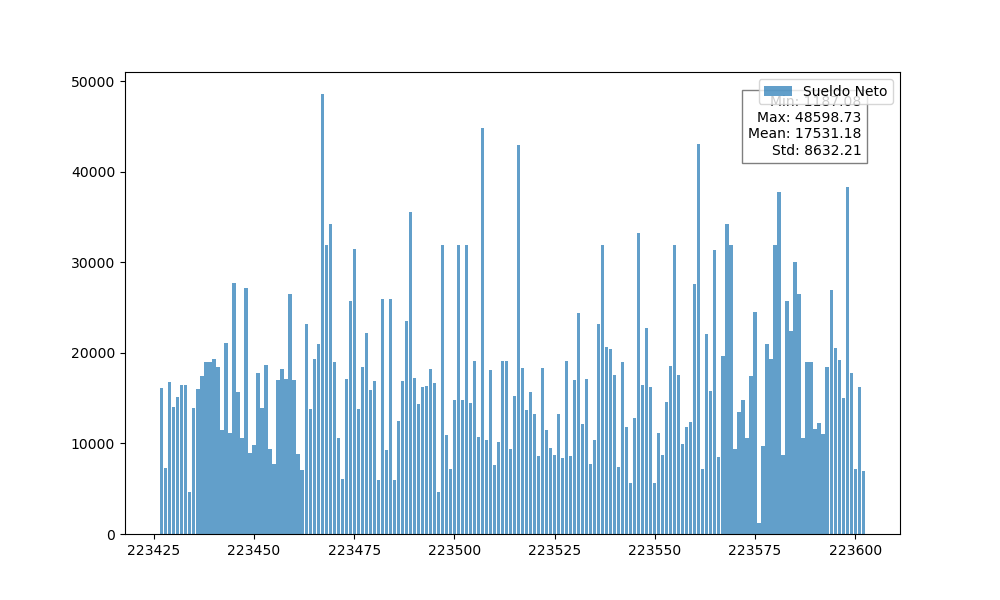 50000
40000
30000
20000
10000
0
223425 223450 223475 223500 223525 223550 223575 223600
Sueldo Neto
Min: 1187.08
Max: 48598.73
Mean: 17531.18
Std: 8632.21